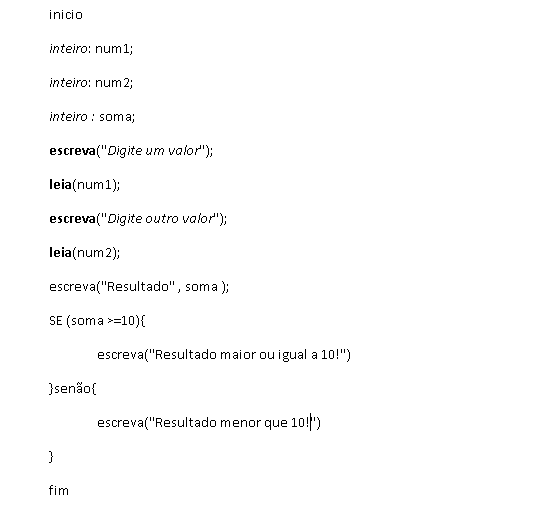 inicio
inteiro: num1;
inteiro: num2;
inteiro : soma;
escreva("Digite um valor");
leia(num1);
escreva("Digite outro valor");
leia(num2);
escreva("Resultado" , soma );
SE (soma >=10){
escreva("Resultado maior ou igual a 10!")
}senão{
escreva("Resultado menor que 10!")
}
fim